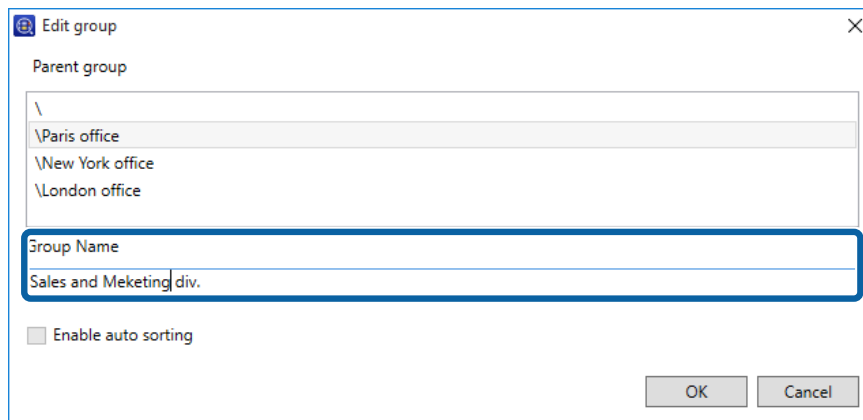 Edit group
Parent group
\
\Paris office
\New York office
\London office
Group Name
Sales and Meketing div.
Enable auto sorting
OK Cancel